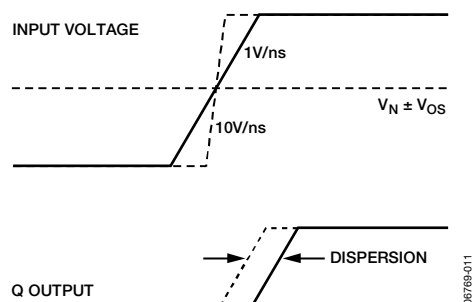 INPUT VOLTAGE
1V/ns
V_N ± V_OS
10V/ns
DISPERSION
Q OUTPUT
06769-011